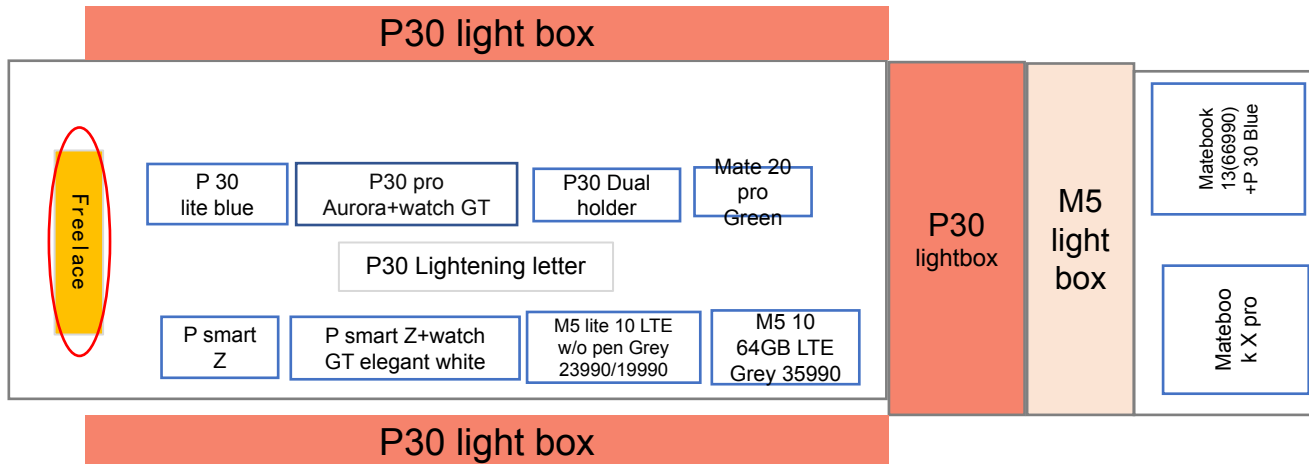 P30 light box
Freelace
P 30
lite blue
P30 pro
Aurora+watch GT
P30 Dual
holder
Mate 20
pro
Green
P30 Lightening letter
P smart
Z
P smart Z+watch
GT elegant white
M5 lite 10 LTE
w/o pen Grey
23990/19990
M5 10
64GB LTE
Grey 35990
P30
lightbox
M5
light
box
Matebook
13(66990)
+P 30 Blue
Mateboo
k X pro
P30 light box